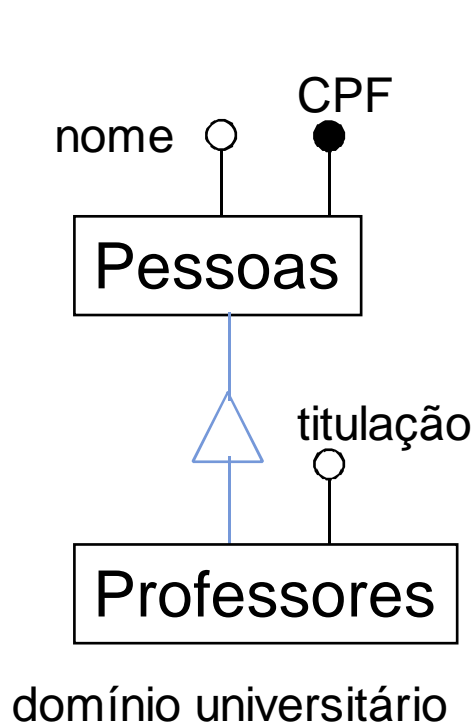 CPF
nome
Pessoas
titulação
Professores
domínio universitário